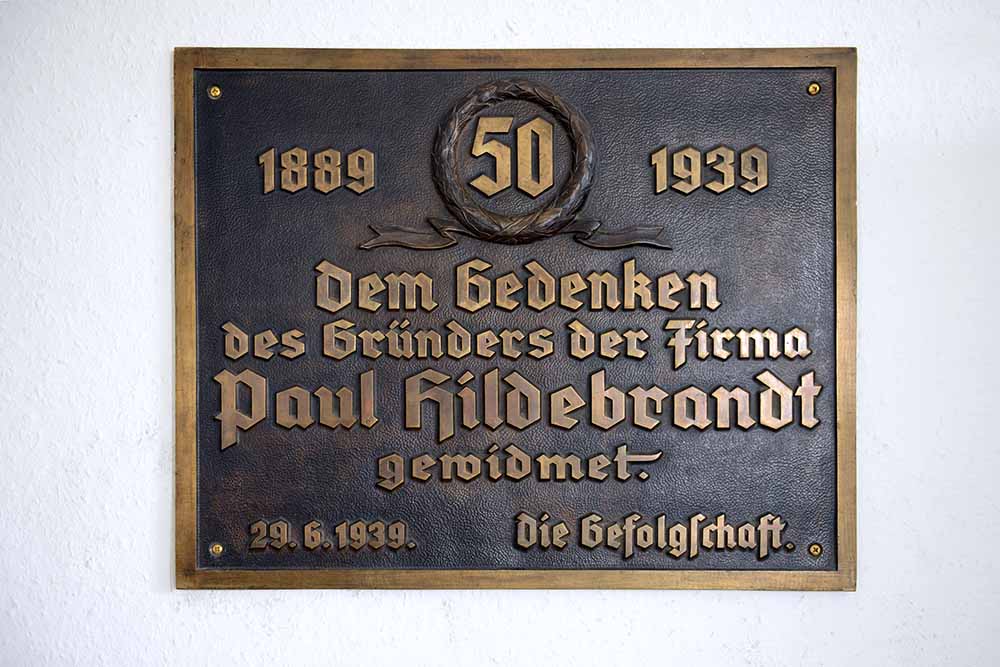 1889 50 1939
Dem Gedenken
des Gründers der Firma
Paul Hildebrandt
gewidmet.
29. 6. 1939. Die Gefolgſchaft.